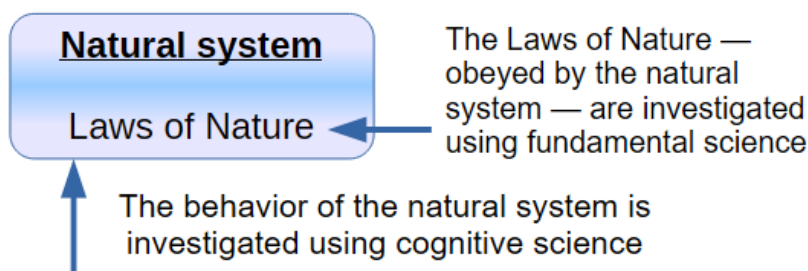 Natural system
Laws of Nature
The Laws of Nature —
obeyed by the natural
system — are investigated
using fundamental science
The behavior of the natural system is
investigated using cognitive science